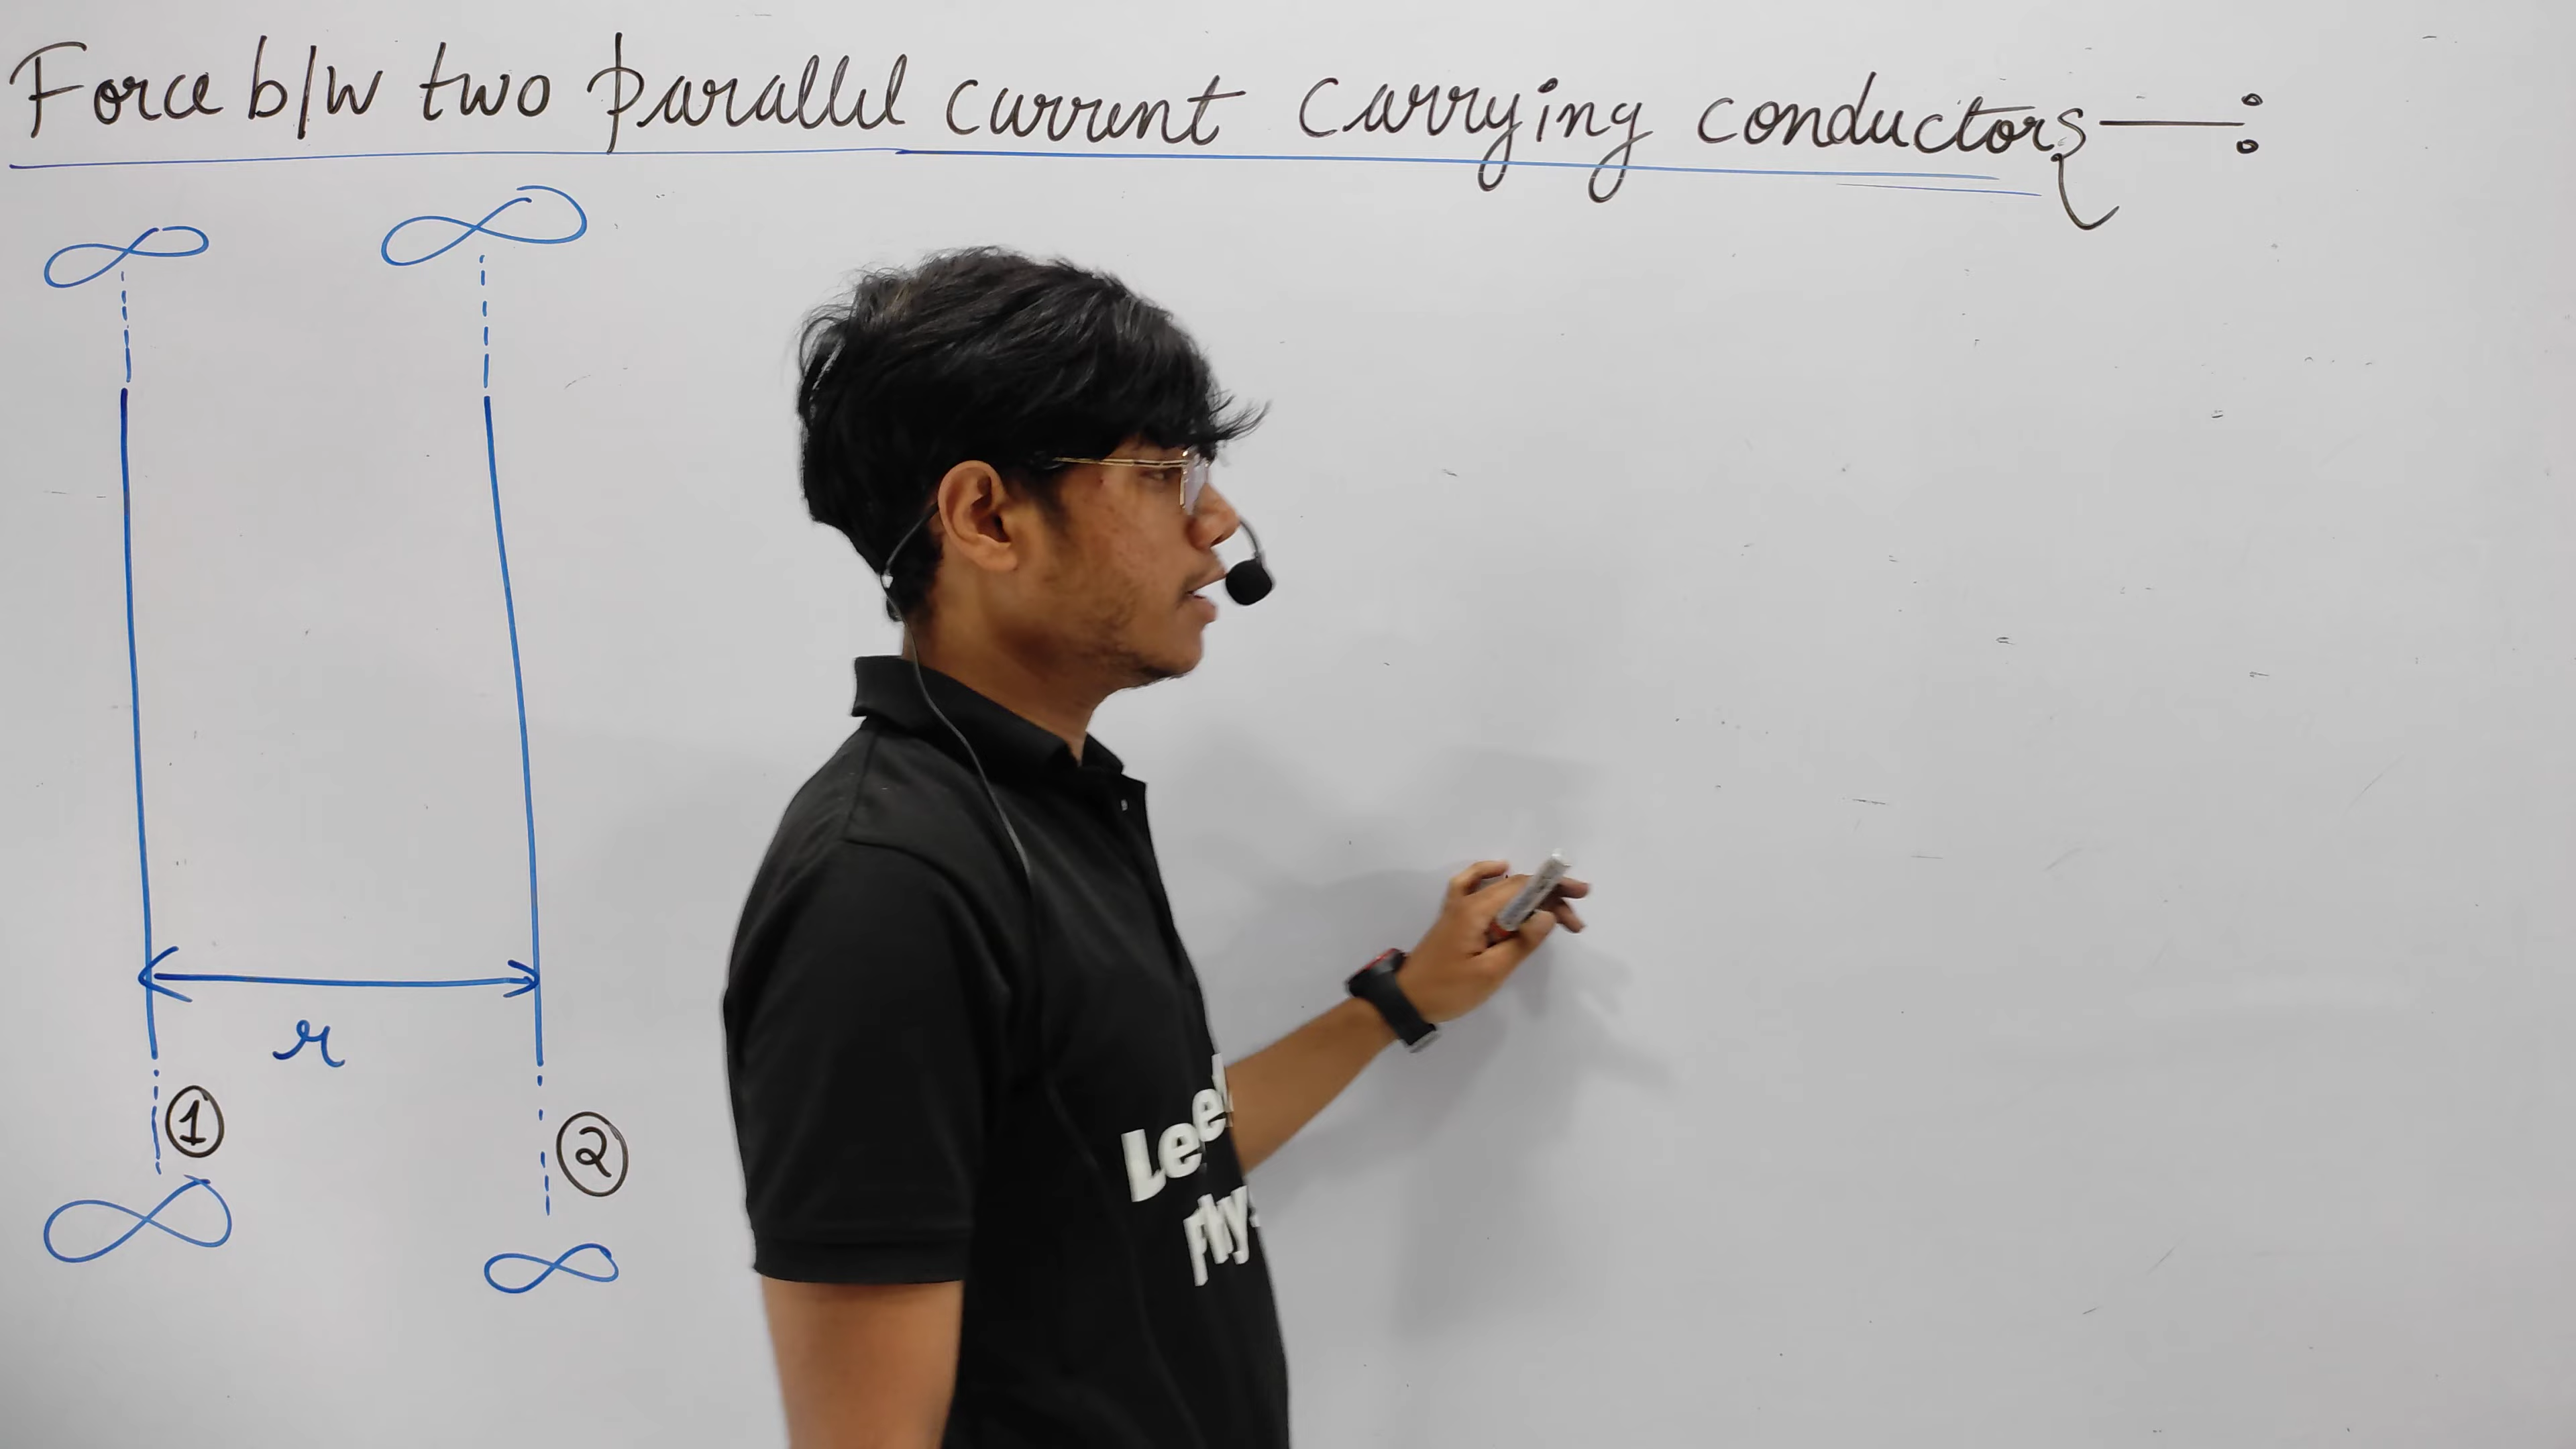 Force b/w two parallel current carrying conductors —:
∞ ∞
r
① ②
∞ ∞